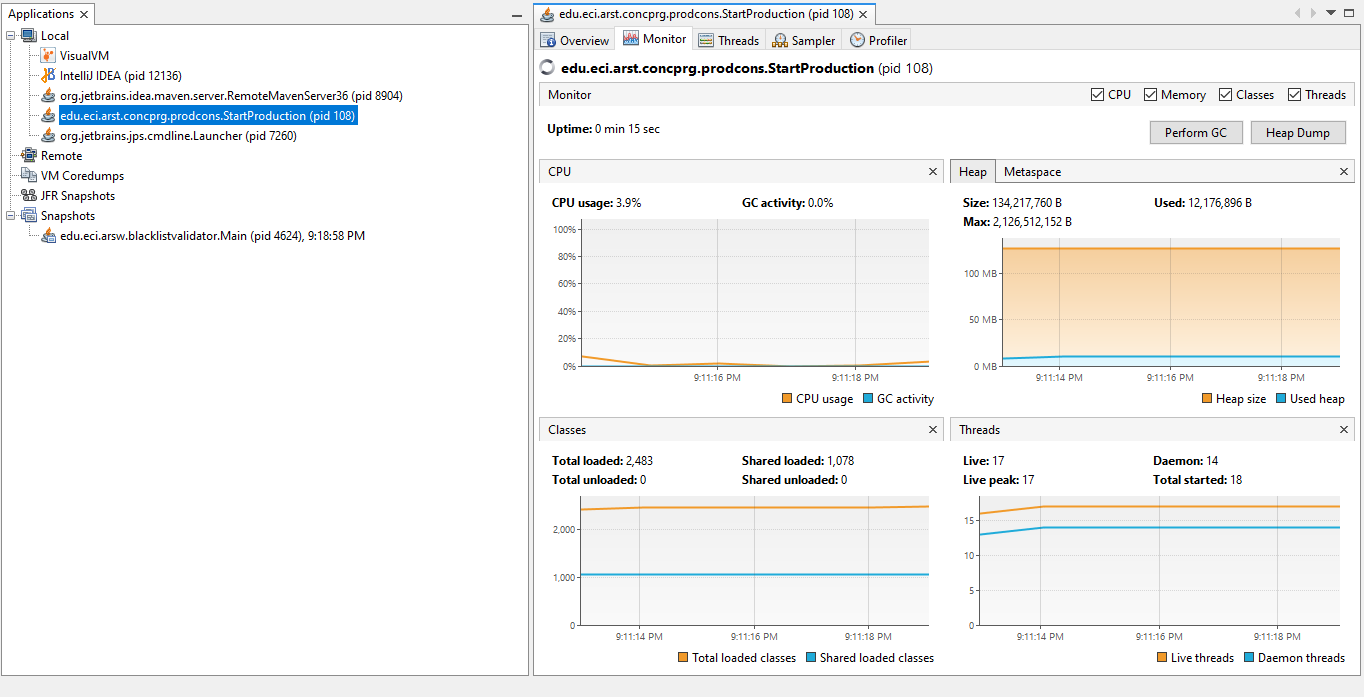 Applications
Local
VisualVM
IntelliJ IDEA (pid 12136)
org.jetbrains.idea.maven.server.RemoteMavenServer36 (pid 8904)
edu.eci.arst.concprg.prodcons.StartProduction (pid 108)
org.jetbrains.jps.cmdline.Launcher (pid 7260)
Remote
VM Coredumps
JFR Snapshots
Snapshots
edu.eci.arsw.blacklistvalidator.Main (pid 4624), 9:18:58 PM
edu.eci.arst.concprg.prodcons.StartProduction (pid 108)
Overview Monitor Threads Sampler Profiler
edu.eci.arst.concprg.prodcons.StartProduction (pid 108)
Monitor CPU Memory Classes Threads
Uptime: 0 min 15 sec Perform GC Heap Dump
CPU
CPU usage: 3.9% GC activity: 0.0%
100%
80%
60%
40%
20%
0%
9:11:16 PM 9:11:18 PM
CPU usage GC activity
Heap Metaspace
Size: 134,217,760 B Used: 12,176,896 B
Max: 2,126,512,152 B
100 MB
50 MB
0 MB
9:11:14 PM 9:11:16 PM 9:11:18 PM
Heap size Used heap
Classes
Total loaded: 2,483 Shared loaded: 1,078
Total unloaded: 0 Shared unloaded: 0
2,000
1,000
0
9:11:14 PM 9:11:16 PM 9:11:18 PM
Total loaded classes Shared loaded classes
Threads
Live: 17 Daemon: 14
Live peak: 17 Total started: 18
15
10
5
0
9:11:14 PM 9:11:16 PM 9:11:18 PM
Live threads Daemon threads